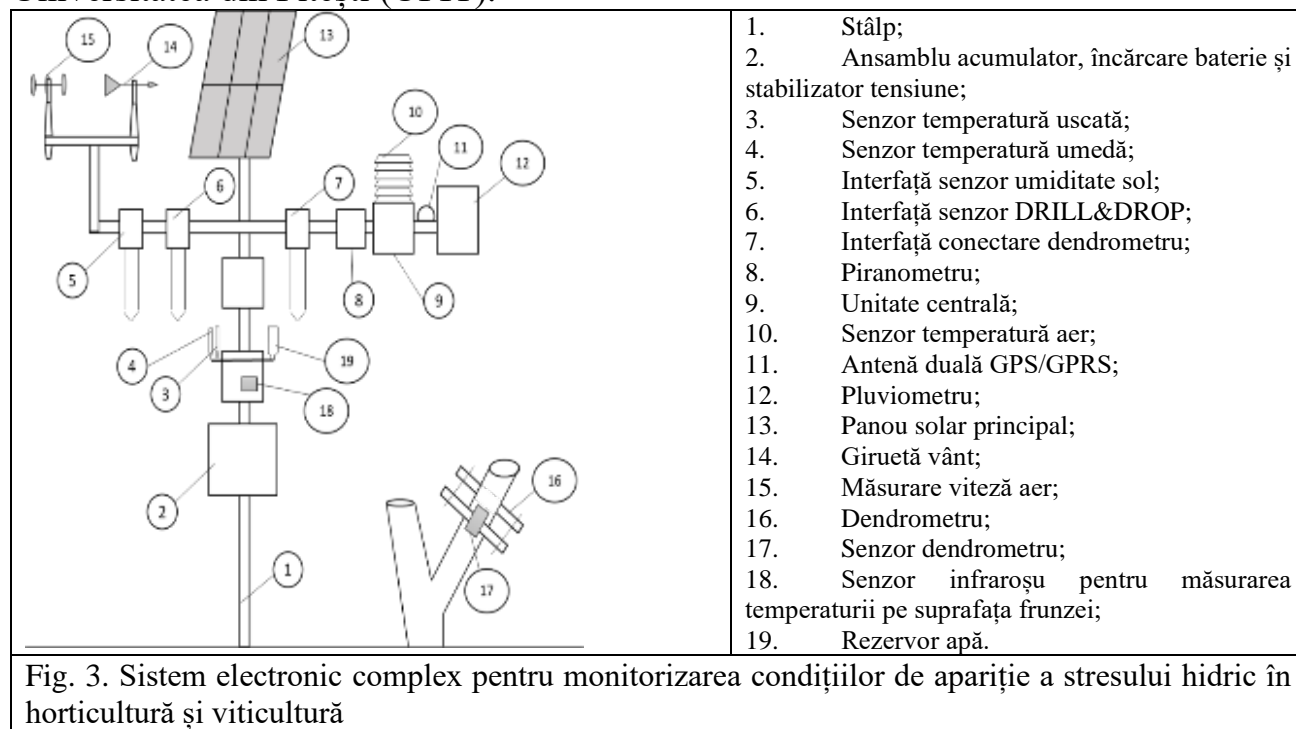 Universitatea din Pitești (UPIT).
13
15
14
10
11
12
6
7
5
8
9
4
19
3
18
16
2
1
17
1. Stâlp;
2. Ansamblu acumulator, încărcare baterie și
stabilizator tensiune;
3. Senzor temperatură uscată;
4. Senzor temperatură umedă;
5. Interfață senzor umiditate sol;
6. Interfață senzor DRILL&DROP;
7. Interfață conectare dendrometru;
8. Piranometru;
9. Unitate centrală;
10. Senzor temperatură aer;
11. Antenă duală GPS/GPRS;
12. Pluviometru;
13. Panou solar principal;
14. Giruetă vânt;
15. Măsurare viteză aer;
16. Dendrometru;
17. Senzor dendrometru;
18. Senzor infraroșu pentru măsurarea
temperaturii pe suprafața frunzei;
19. Rezervor apă.
Fig. 3. Sistem electronic complex pentru monitorizarea condițiilor de apariție a stresului hidric în
horticultură și viticultură